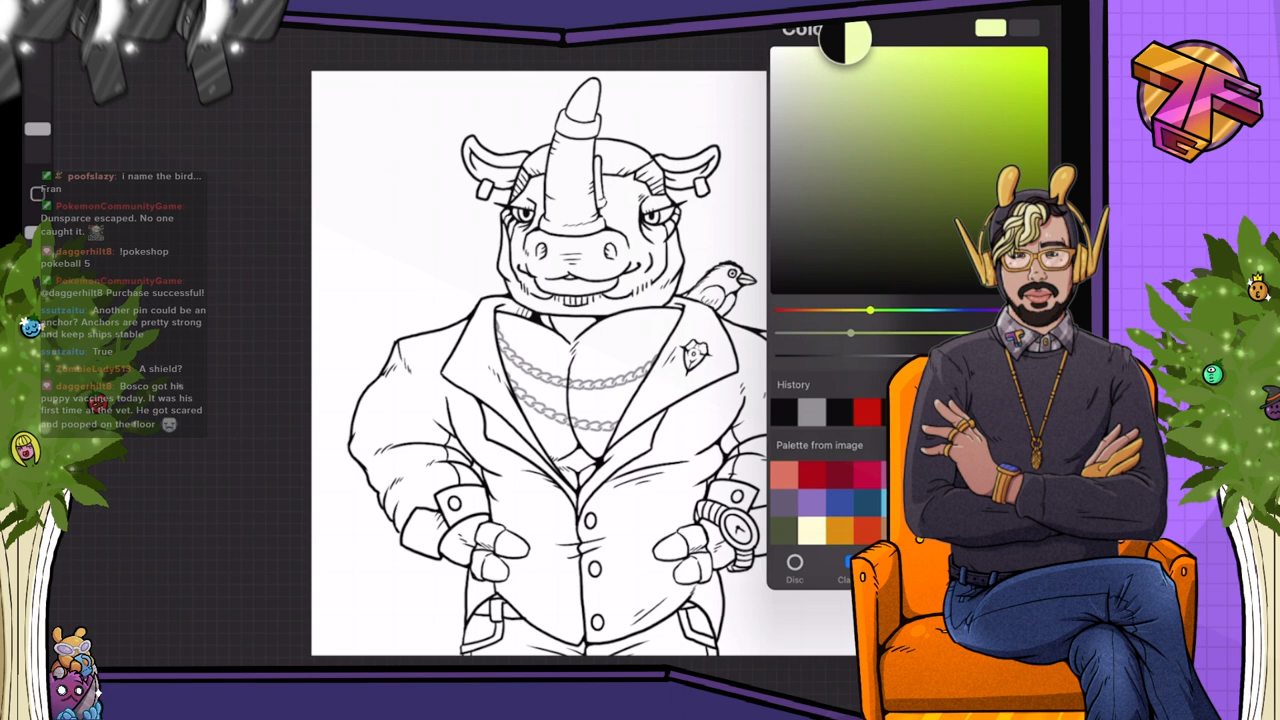 poofslazy: i name the bird...
Fran
PokemonCommunityGame:
Dunsparce escaped. No one
caught it.
daggerhilt8: !pokeshop
pokeball 5
PokemonCommunityGame:
@daggerhilt8 Purchase successful!
ssutzaitu: Another pin could be an
anchor? Anchors are pretty strong
and keep ships stable
ssutzaitu: True
ZombieLady513: A shield?
daggerhilt8: Bosco got his
puppy vaccines today. It was his
first time at the vet. He got scared
and pooped on the floor
History
Palette from image
Disc